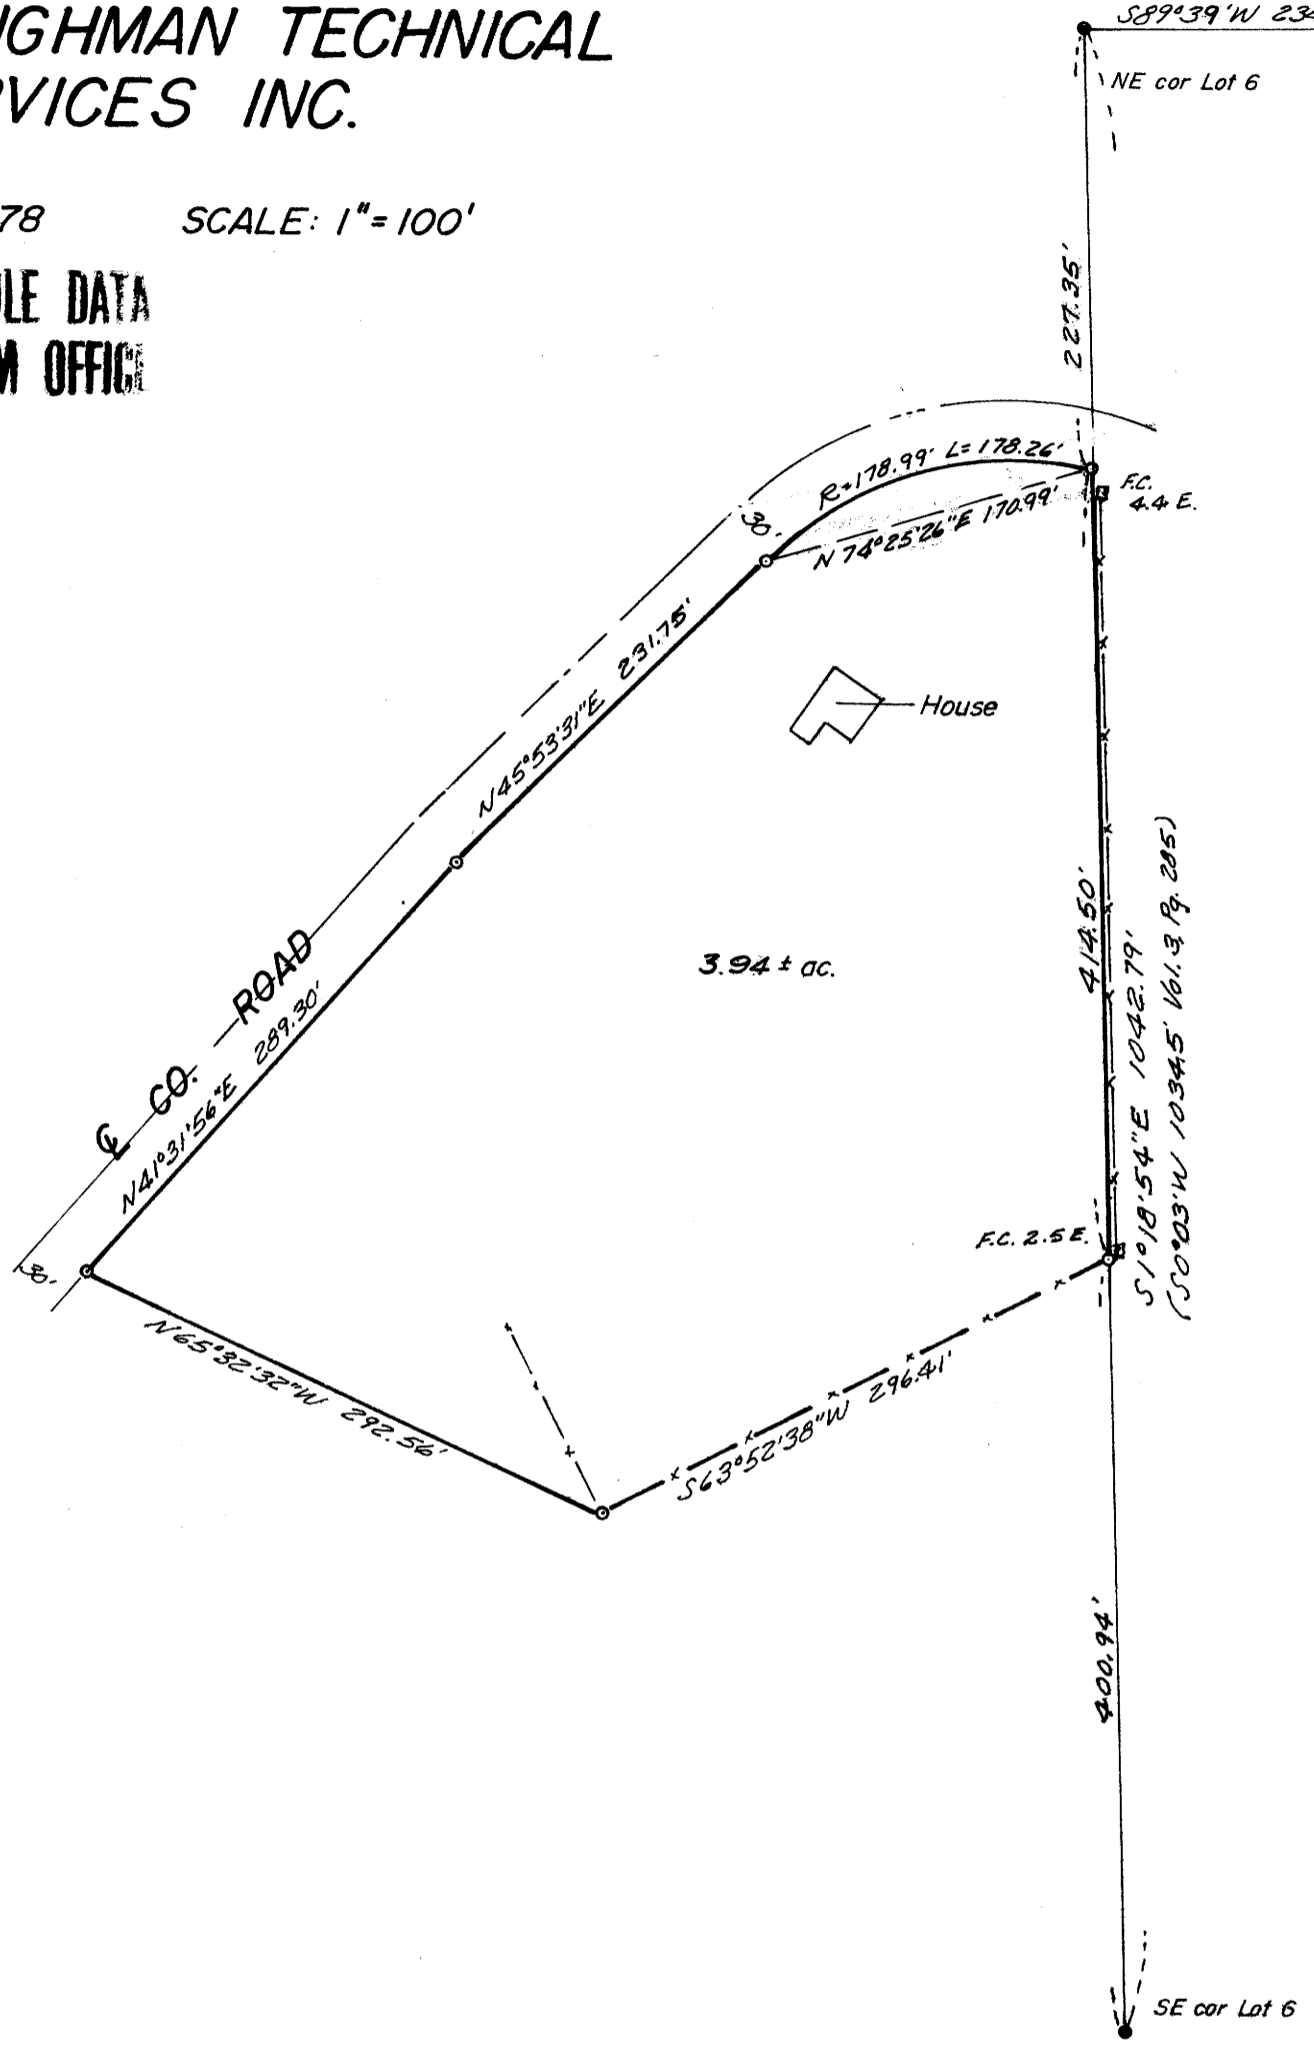 GHMAN TECHNICAL
VICES INC.
78 SCALE: 1"=100'
LE DATA
M OFFICE
S89°39'W 234
NE cor Lot 6
227.35'
R=178.99' L=178.26'
N 74°25'26"E 170.99'
F.C.
4.4 E.
30'
N45°53'31"E 231.75'
House
414.50'
3.94 ± ac.
℄ CO. ROAD
N41°31'56"E 289.30'
S1°18'54"E 1042.79'
(S0°03'W 1034.5' Vol.3, Pg. 285)
F.C. 2.5 E.
30'
N65°32'32"W 292.56'
S63°52'38"W 296.41'
400.94'
SE cor Lot 6